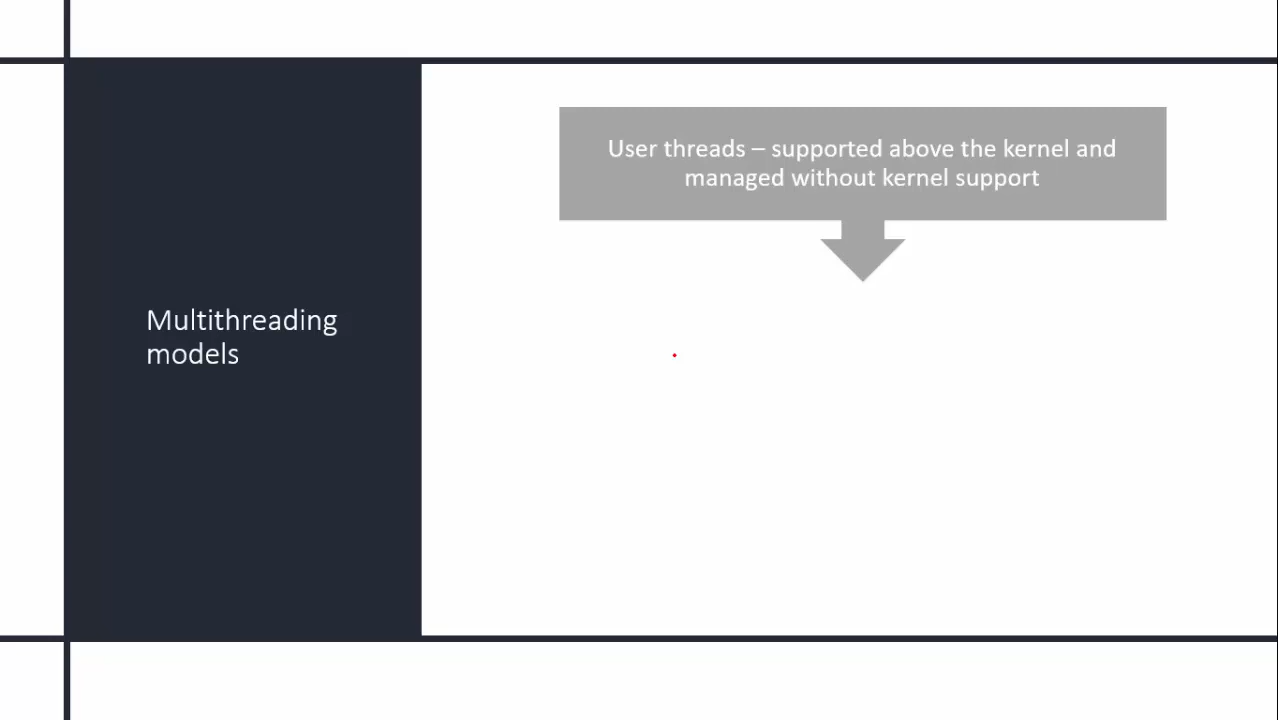 Multithreading
models
User threads – supported above the kernel and
managed without kernel support